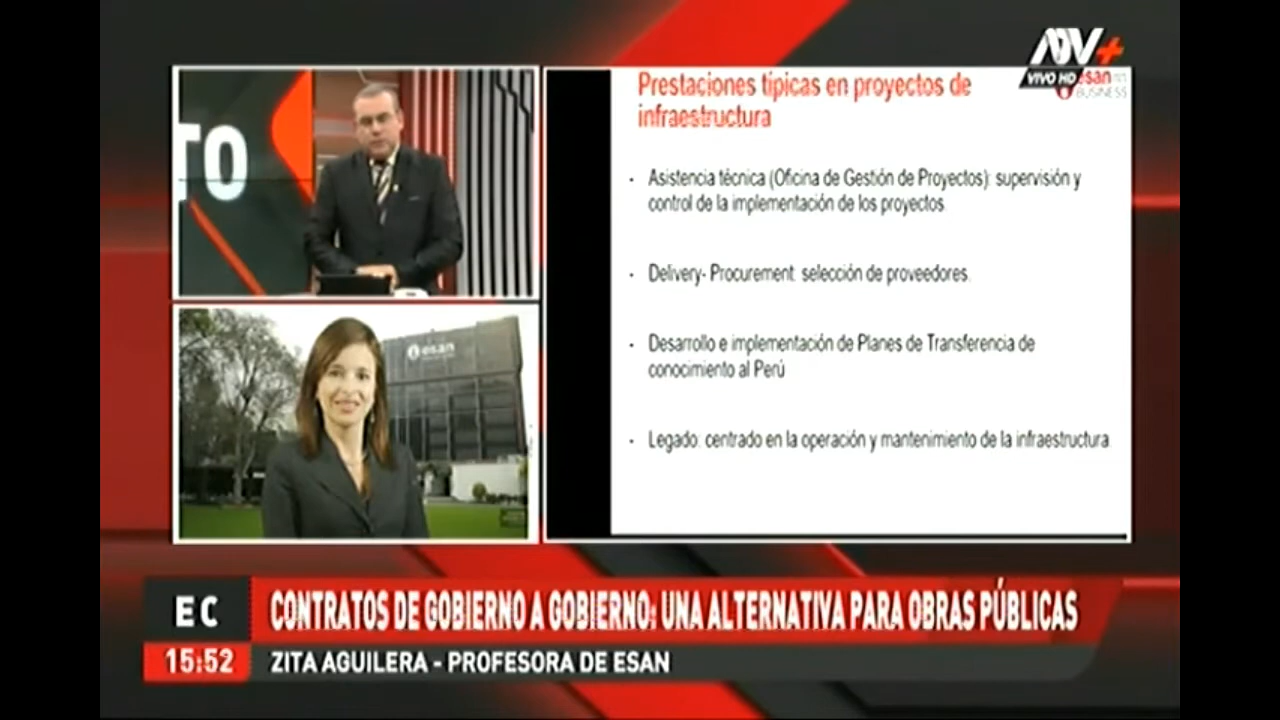 ATV+
VIVO HD
esan
BUSINESS
TO
esan
Prestaciones típicas en proyectos de
infraestructura
• Asistencia técnica (Oficina de Gestión de Proyectos): supervisión y
control de la implementación de los proyectos.
• Delivery- Procurement: selección de proveedores.
• Desarrollo e implementación de Planes de Transferencia de
conocimiento al Perú
• Legado: centrado en la operación y mantenimiento de la infraestructura
EC
CONTRATOS DE GOBIERNO A GOBIERNO: UNA ALTERNATIVA PARA OBRAS PÚBLICAS
15:52
ZITA AGUILERA - PROFESORA DE ESAN